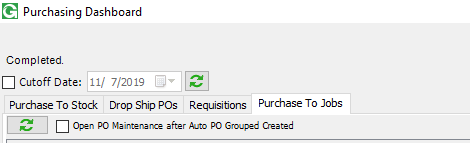 Purchasing Dashboard
Completed.
Cutoff Date: 11/ 7/2019
Purchase To Stock Drop Ship POs Requisitions Purchase To Jobs
Open PO Maintenance after Auto PO Grouped Created